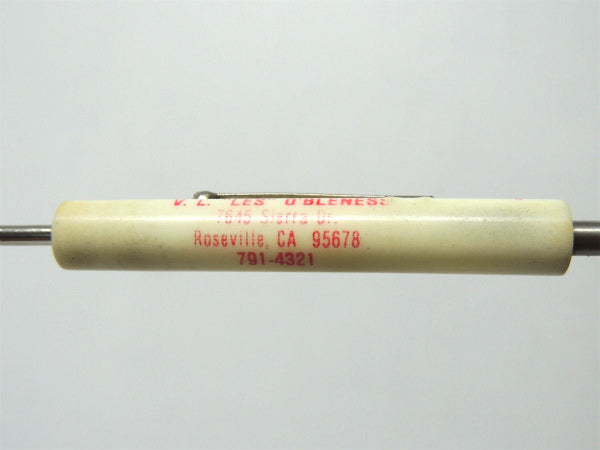 V. L. "LES" O'BLENESS
7645 Sierra Dr.
Roseville, CA 95678
791-4321